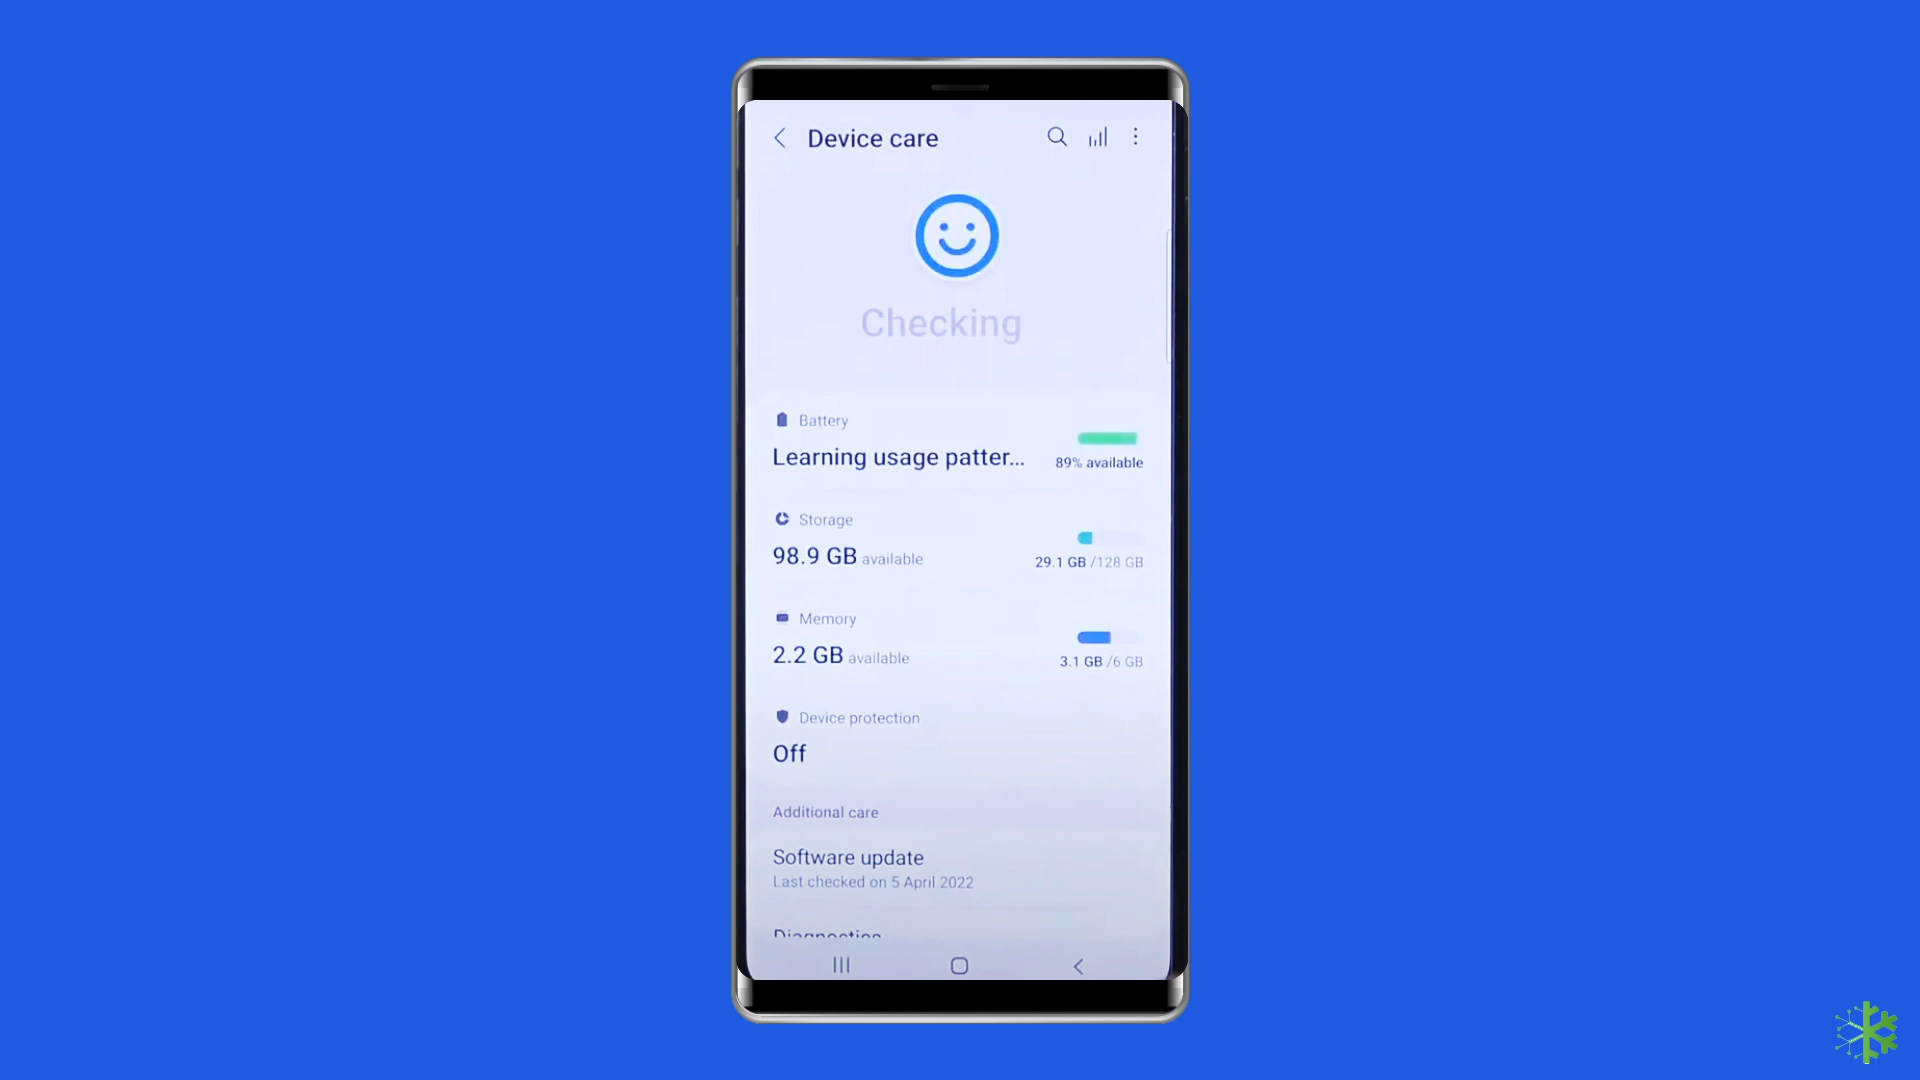 Device care
Checking
Battery
Learning usage patter...
89% available
Storage
98.9 GB available
29.1 GB /128 GB
Memory
2.2 GB available
3.1 GB /6 GB
Device protection
Off
Additional care
Software update
Last checked on 5 April 2022
Diagnostics